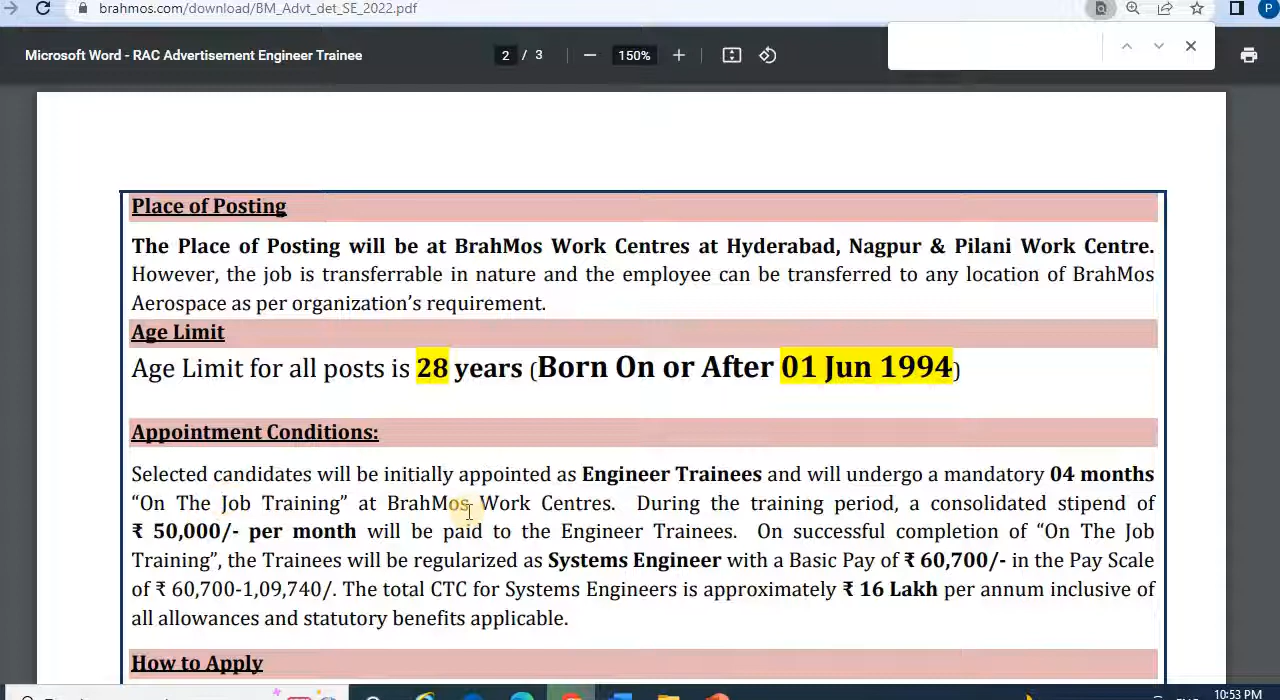 brahmos.com/download/BM_Advt_det_SE_2022.pdf
P
Microsoft Word - RAC Advertisement Engineer Trainee
2 / 3
150%
Place of Posting
The Place of Posting will be at BrahMos Work Centres at Hyderabad, Nagpur & Pilani Work Centre.
However, the job is transferrable in nature and the employee can be transferred to any location of BrahMos
Aerospace as per organization’s requirement.
Age Limit
Age Limit for all posts is 28 years (Born On or After 01 Jun 1994)
Appointment Conditions:
Selected candidates will be initially appointed as Engineer Trainees and will undergo a mandatory 04 months
“On The Job Training” at BrahMos Work Centres. During the training period, a consolidated stipend of
₹ 50,000/- per month will be paid to the Engineer Trainees. On successful completion of “On The Job
Training”, the Trainees will be regularized as Systems Engineer with a Basic Pay of ₹ 60,700/- in the Pay Scale
of ₹ 60,700-1,09,740/. The total CTC for Systems Engineers is approximately ₹ 16 Lakh per annum inclusive of
all allowances and statutory benefits applicable.
How to Apply
10:53 PM